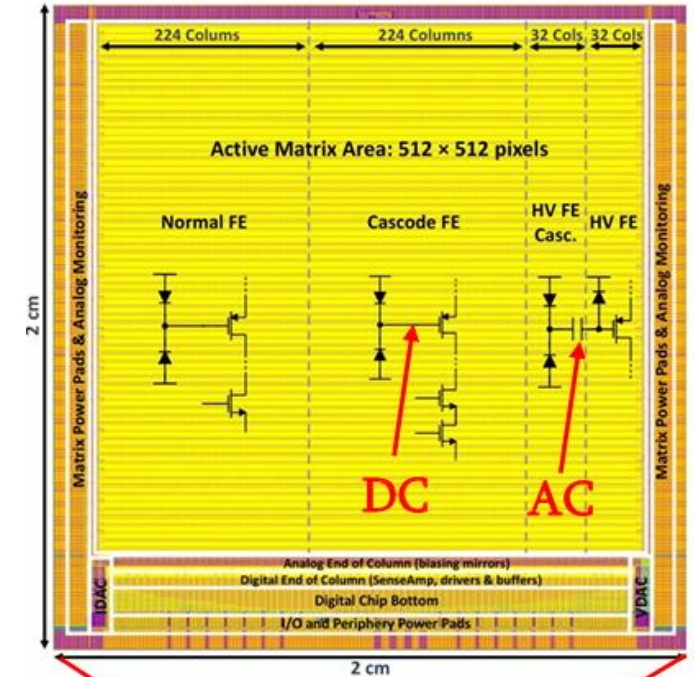 224 Colums
224 Columns
32 Cols
32 Cols
Active Matrix Area: 512 × 512 pixels
Normal FE
Cascode FE
HV FE
Casc.
HV FE
DC
AC
Matrix Power Pads & Analog Monitoring
Matrix Power Pads & Analog Monitoring
2 cm
Analog End of Column (biasing mirrors)
Digital End of Column (SenseAmp, drivers & buffers)
Digital Chip Bottom
I/O and Periphery Power Pads
IDAC
VDAC
2 cm